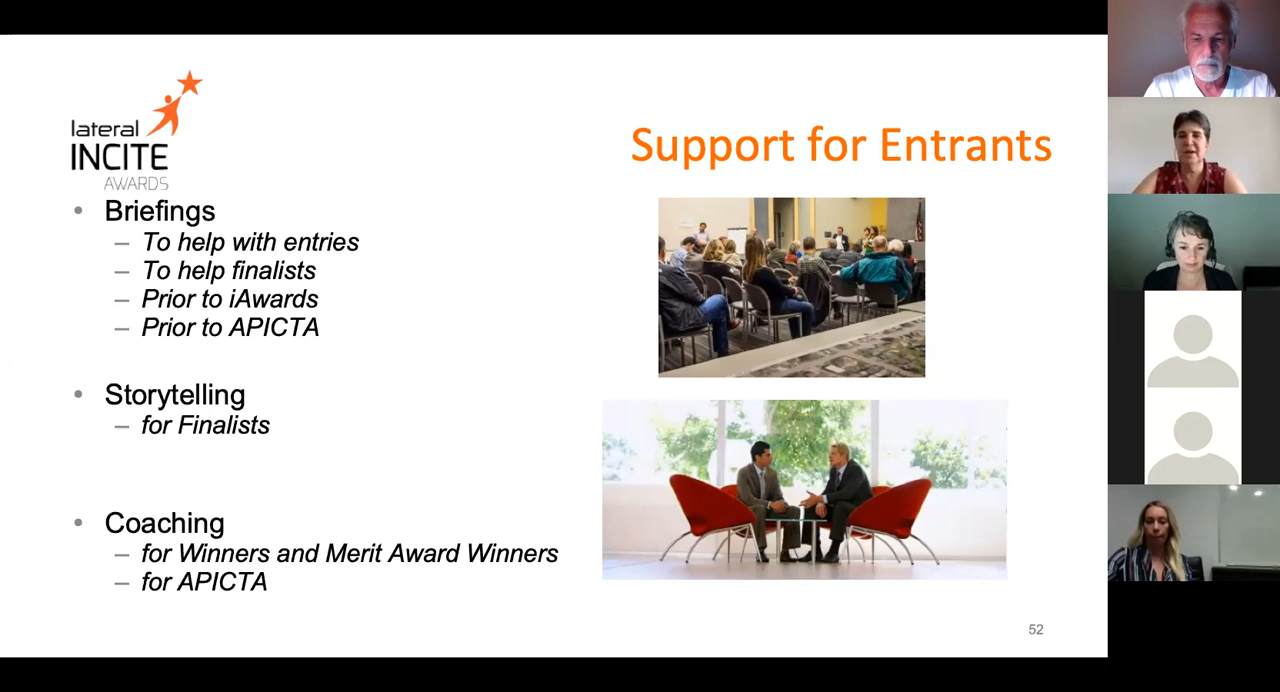 lateral
INCITE
AWARDS
Support for Entrants
• Briefings
– To help with entries
– To help finalists
– Prior to iAwards
– Prior to APICTA
• Storytelling
– for Finalists
• Coaching
– for Winners and Merit Award Winners
– for APICTA
52